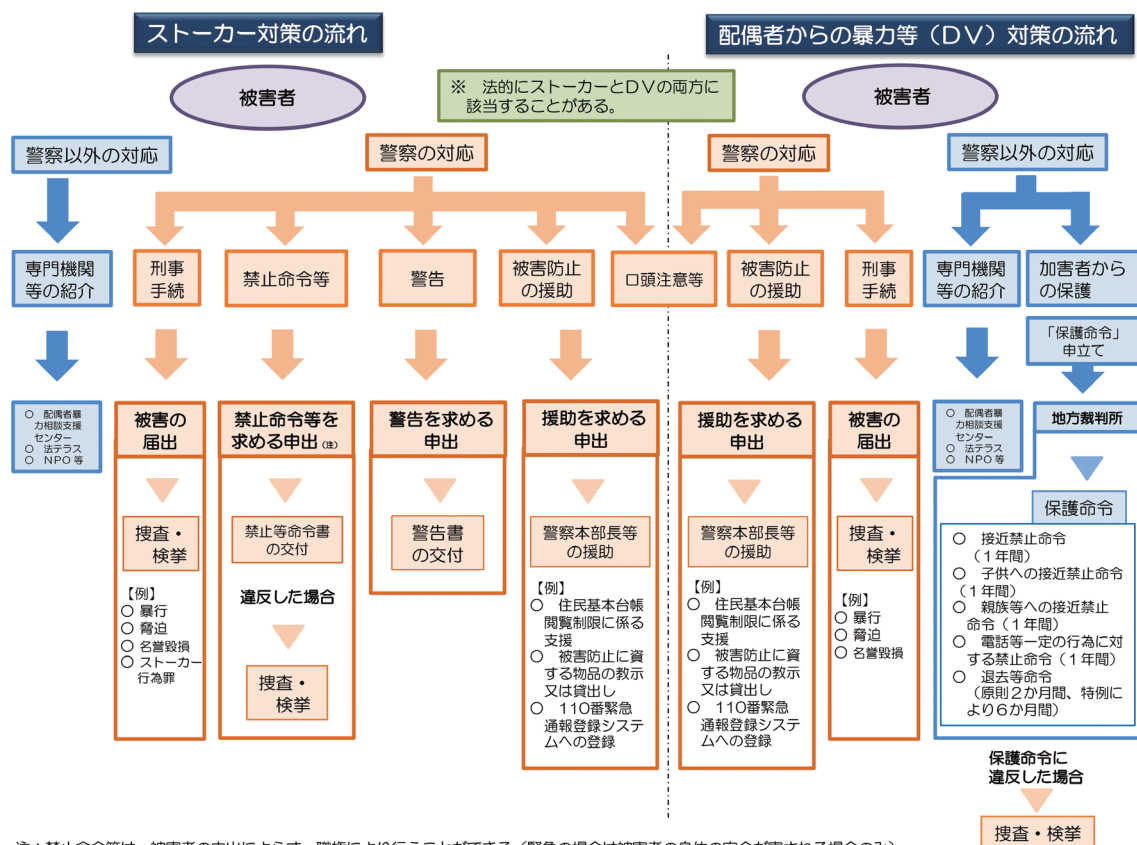 ストーカー対策の流れ
配偶者からの暴力等（ＤＶ）対策の流れ
被害者
※　法的にストーカーとＤＶの両方に
該当することがある。
被害者
警察以外の対応
警察の対応
警察の対応
警察以外の対応
専門機関
等の紹介
刑事
手続
禁止命令等
警告
被害防止
の援助
口頭注意等
被害防止
の援助
刑事
手続
専門機関
等の紹介
加害者から
の保護
「保護命令」
申立て
○　配偶者暴
力相談支援
センター
○ 法テラス
○ ＮＰＯ等
被害の
届出
捜査・
検挙
【例】
○ 暴行
○ 脅迫
○ 名誉毀損
○ ストーカー
行為罪
禁止命令等を
求める申出（注）
禁止等命令書
の交付
違反した場合
捜査・
検挙
警告を求める
申出
警告書
の交付
援助を求める
申出
警察本部長等
の援助
【例】
○　住民基本台帳
閲覧制限に係る
支援
○　被害防止に資
する物品の教示
又は貸出し
○　110番緊急
通報登録システ
ムへの登録
援助を求める
申出
警察本部長等
の援助
【例】
○　住民基本台帳
閲覧制限に係る
支援
○　被害防止に資
する物品の教示
又は貸出し
○　110番緊急
通報登録システ
ムへの登録
被害の
届出
捜査・
検挙
【例】
○ 暴行
○ 脅迫
○ 名誉毀損
○　配偶者暴
力相談支援
センター
○ 法テラス
○ ＮＰＯ等
地方裁判所
保護命令
○　接近禁止命令
（１年間）
○　子供への接近禁止命令
（１年間）
○　親族等への接近禁止
命令（１年間）
○　電話等一定の行為に対
する禁止命令（１年間）
○　退去等命令
（原則２か月間、特例に
より６か月間）
保護命令に
違反した場合
捜査・検挙